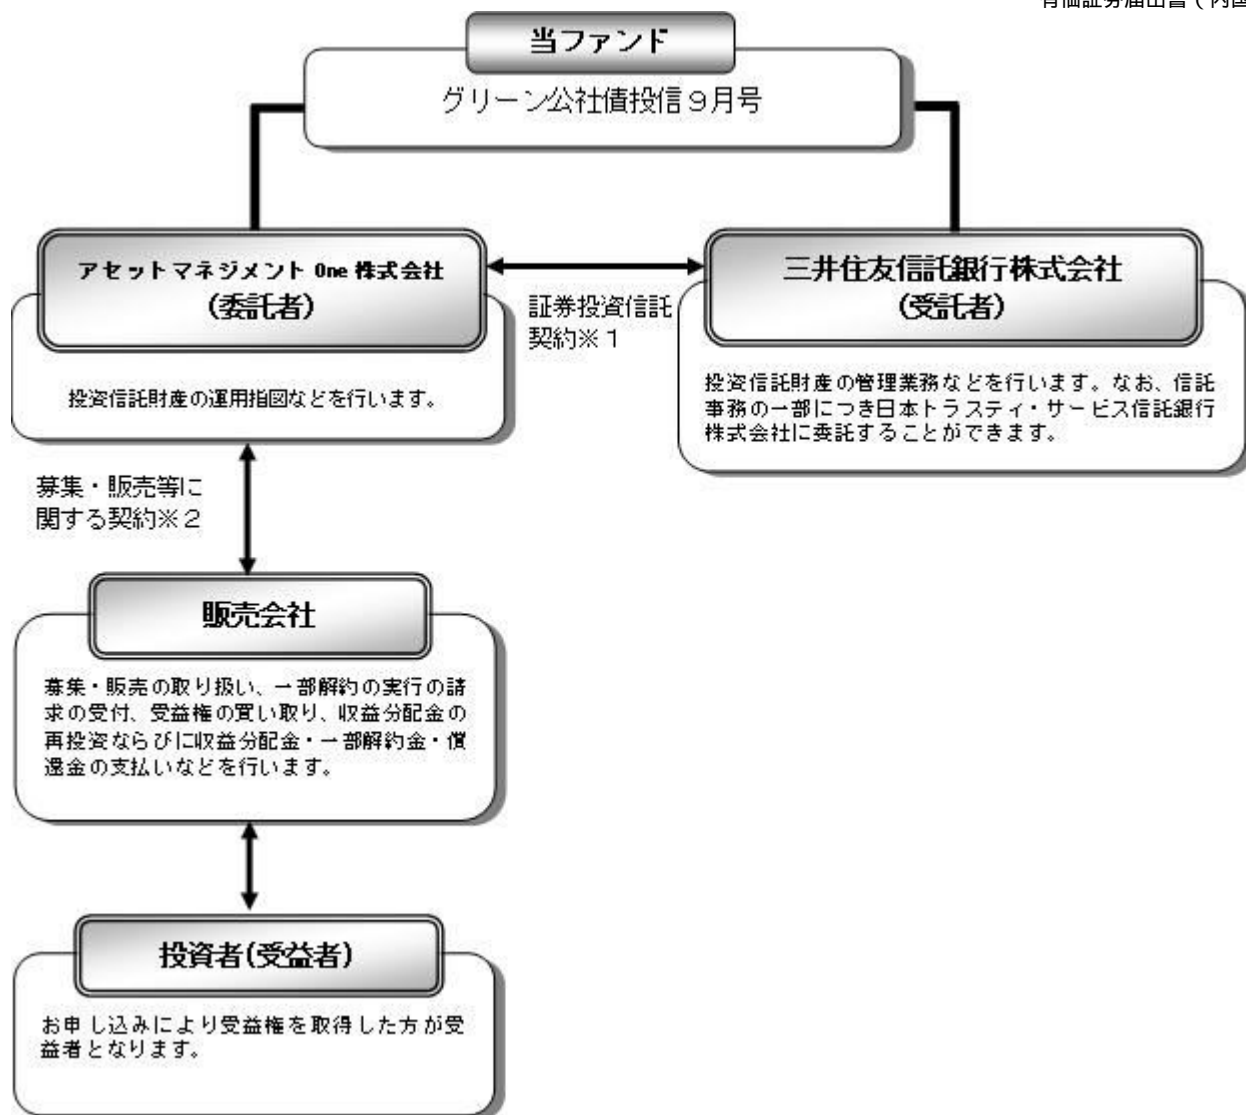 有価証券届出書（内国
当ファンド
グリーン公社債投信９月号
アセットマネジメント One 株式会社
(委託者)
投資信託財産の運用指図などを行います。
証券投資信託
契約※１
三井住友信託銀行株式会社
(受託者)
投資信託財産の管理業務などを行います。なお、信託
事務の一部につき日本トラスティ・サービス信託銀行
株式会社に委託することができます。
募集・販売等に
関する契約※２
販売会社
募集・販売の取り扱い、一部解約の実行の請
求の受付、受益権の買い取り、収益分配金の
再投資ならびに収益分配金・一部解約金・償
還金の支払いなどを行います。
投資者(受益者)
お申し込みにより受益権を取得した方が受
益者となります。